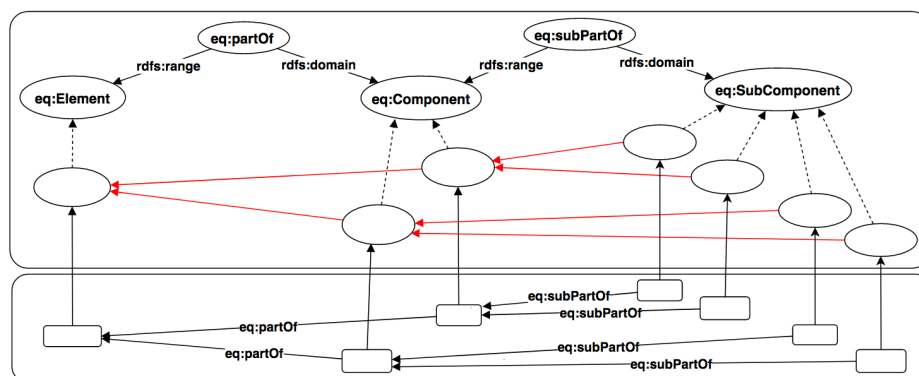 eq:partOf
eq:subPartOf
rdfs:range
rdfs:domain
rdfs:range
rdfs:domain
eq:Element
eq:Component
eq:SubComponent
eq:subPartOf
eq:subPartOf
eq:partOf
eq:partOf
eq:subPartOf
eq:subPartOf